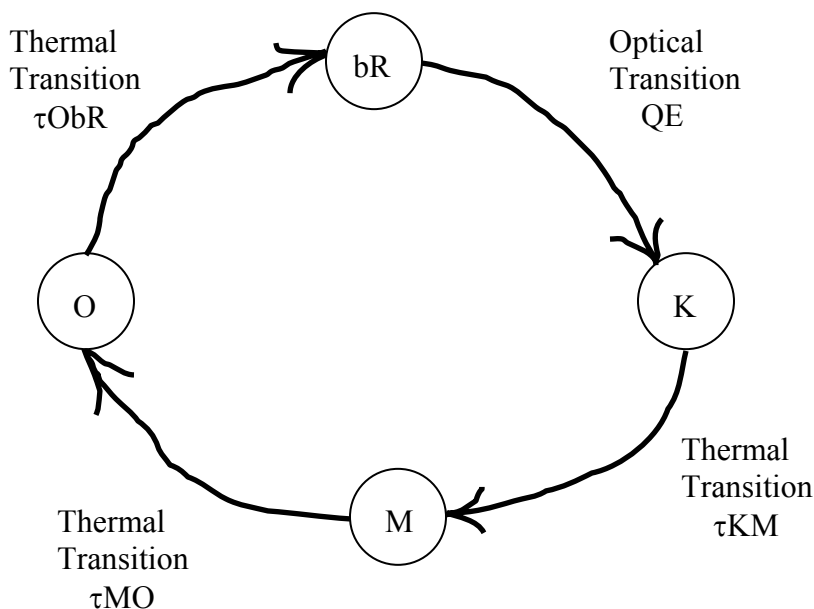 Thermal
Transition
τObR
bR
Optical
Transition
QE
O
K
Thermal
Transition
τKM
M
Thermal
Transition
τMO